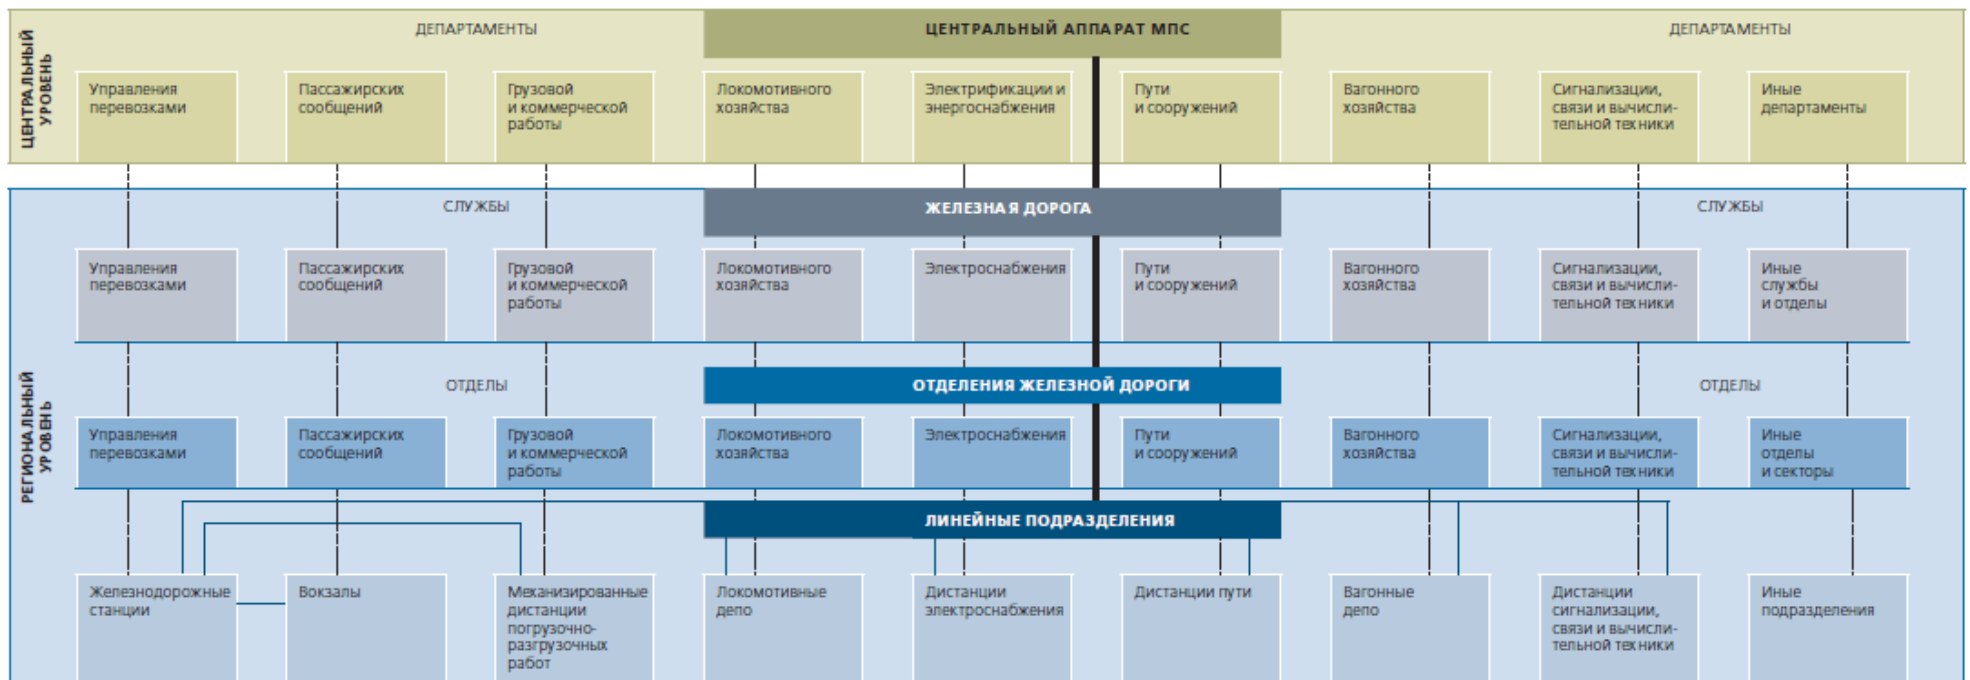 ЦЕНТРАЛЬНЫЙ
УРОВЕНЬ
ДЕПАРТАМЕНТЫ
ЦЕНТРАЛЬНЫЙ АППАРАТ МПС
ДЕПАРТАМЕНТЫ
Управления
перевозками
Пассажирских
сообщений
Грузовой
и коммерческой
работы
Локомотивного
хозяйства
Электрификации и
энергоснабжения
Пути
и сооружений
Вагонного
хозяйства
Сигнализации,
связи и вычисли-
тельной техники
Иные
департаменты
РЕГИОНАЛЬНЫЙ
УРОВЕНЬ
СЛУЖБЫ
ЖЕЛЕЗНАЯ ДОРОГА
СЛУЖБЫ
Управления
перевозками
Пассажирских
сообщений
Грузовой
и коммерческой
работы
Локомотивного
хозяйства
Электроснабжения
Пути
и сооружений
Вагонного
хозяйства
Сигнализации,
связи и вычисли-
тельной техники
Иные
службы
и отделы
ОТДЕЛЫ
ОТДЕЛЕНИЯ ЖЕЛЕЗНОЙ ДОРОГИ
ОТДЕЛЫ
Управления
перевозками
Пассажирских
сообщений
Грузовой
и коммерческой
работы
Локомотивного
хозяйства
Электроснабжения
Пути
и сооружений
Вагонного
хозяйства
Сигнализации,
связи и вычисли-
тельной техники
Иные
отделы
и секторы
ЛИНЕЙНЫЕ ПОДРАЗДЕЛЕНИЯ
Железнодорожные
станции
Вокзалы
Механизированные
дистанции
погрузочно-
разгрузочных
работ
Локомотивные
депо
Дистанции
электроснабжения
Дистанции пути
Вагонные
депо
Дистанции
сигнализации,
связи и вычисли-
тельной техники
Иные
подразделения